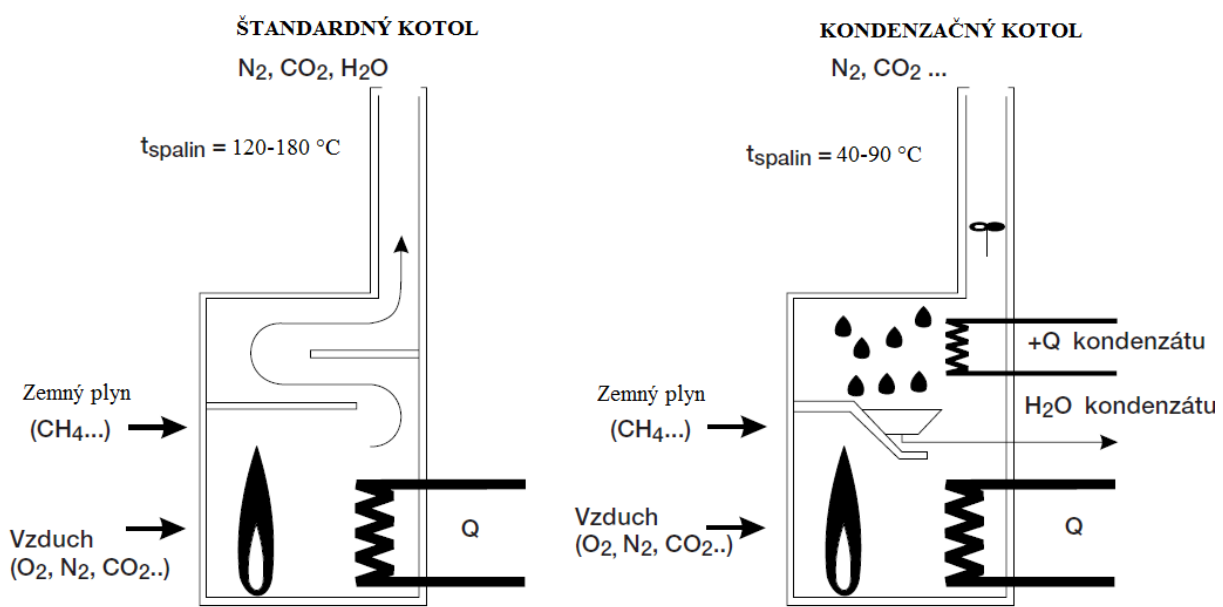 ŠTANDARDNÝ KOTOL
N2, CO2, H2O
tspalin = 120-180 °C
Zemný plyn
(CH4...)
Vzduch
(O2, N2, CO2..)
Q
KONDENZAČNÝ KOTOL
N2, CO2 ...
tspalin = 40-90 °C
+Q kondenzátu
Zemný plyn
(CH4...)
H2O kondenzátu
Vzduch
(O2, N2, CO2..)
Q